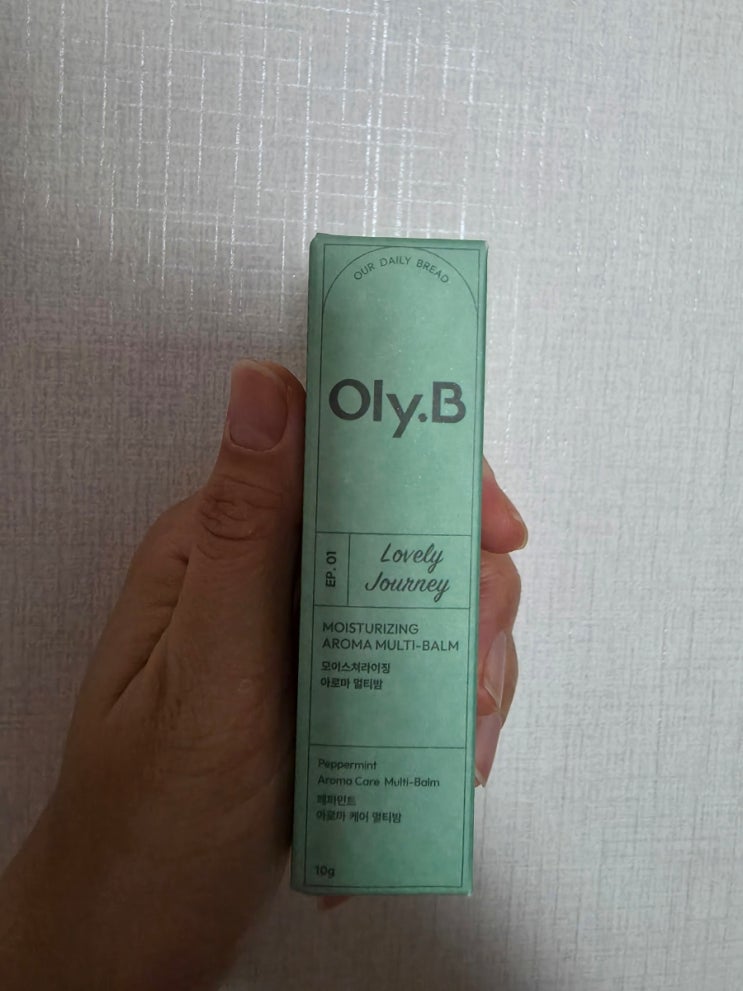 OUR DAILY BREAD
Oly.B
EP. 01
Lovely
Journey
MOISTURIZING
AROMA MULTI-BALM
모이스쳐라이징
아로마 멀티밤
Peppermint
Aroma Care Multi-Balm
페파민트
아로마 케어 멀티밤
10g